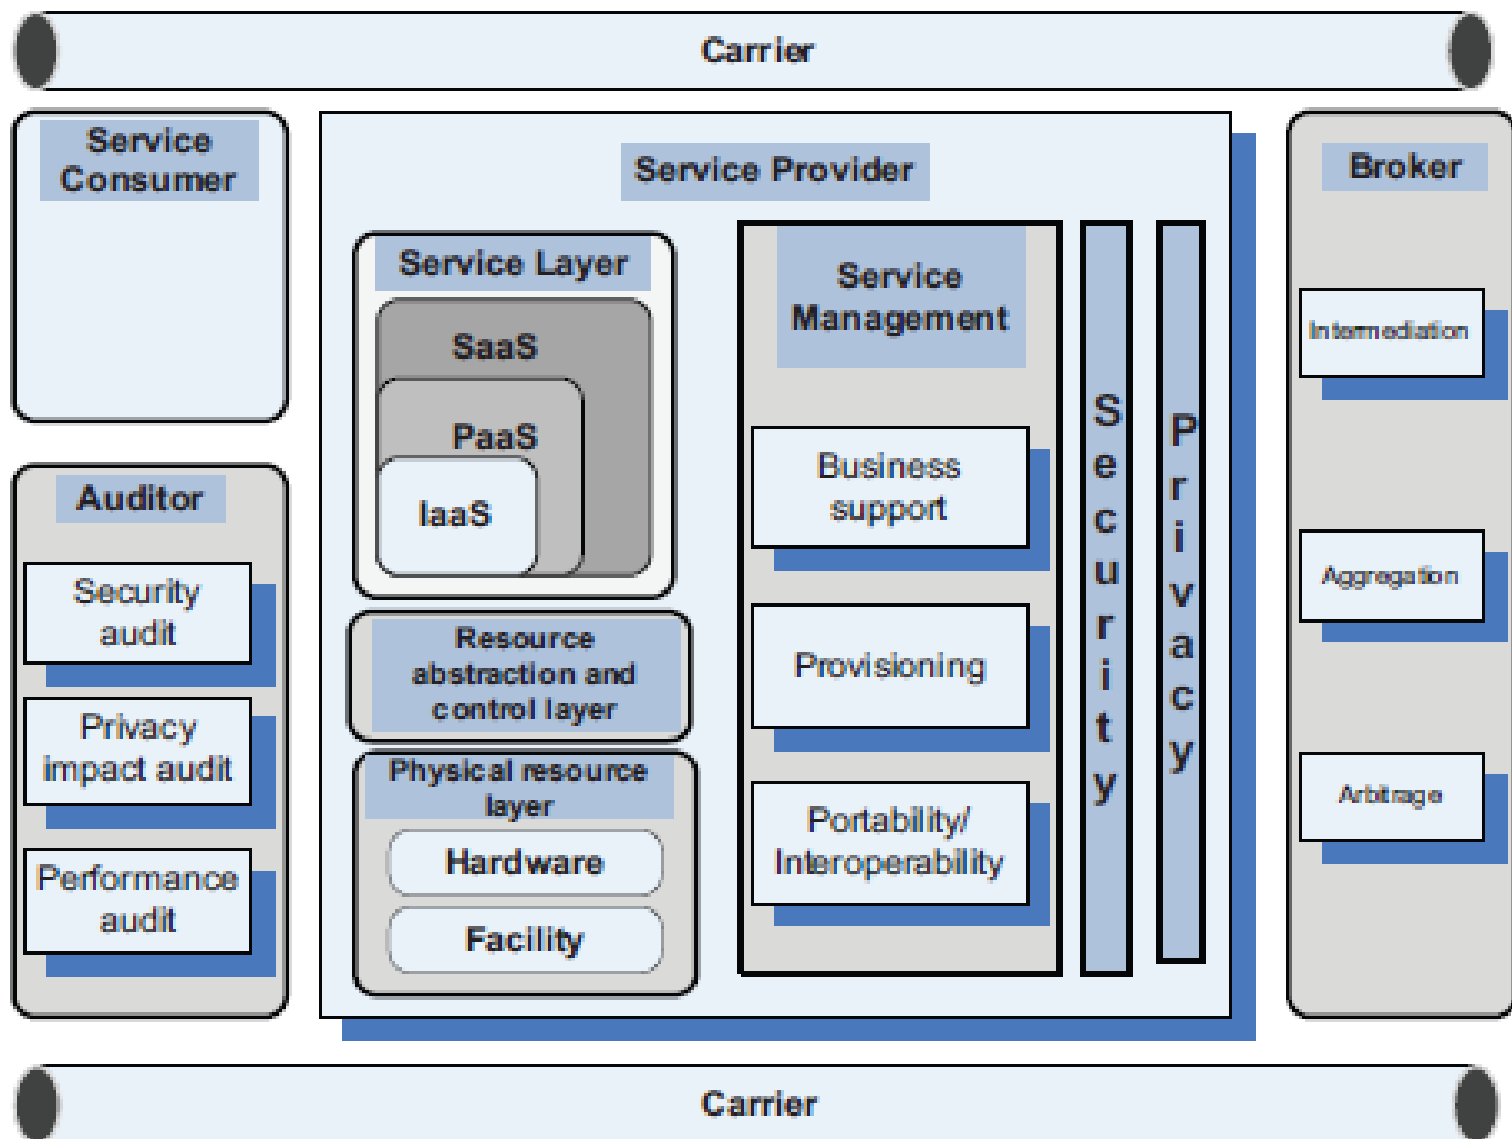 Carrier
Service
Consumer
Auditor
Security
audit
Privacy
impact audit
Performance
audit
Service Provider
Service Layer
SaaS
PaaS
IaaS
Resource
abstraction and
control layer
Physical resource
layer
Hardware
Facility
Service
Management
Business
support
Provisioning
Portability/
Interoperability
Security
Privacy
Broker
Intermediation
Aggregation
Arbitrage
Carrier